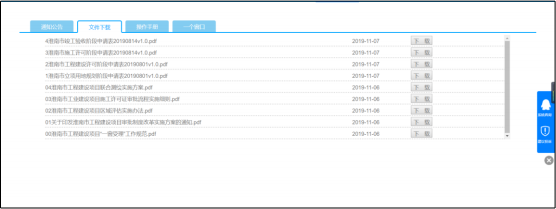 通知公告 文件下载 操作手册 一个窗口
4淮南市竣工验收阶段申请表20190814v1.0.pdf 2019-11-07 下 载
3淮南市施工许可阶段申请表20190814v1.0.pdf 2019-11-07 下 载
2淮南市工程建设许可阶段申请表20190801v1.0.pdf 2019-11-07 下 载
1淮南市立项用地规划阶段申请表20190801v1.0.pdf 2019-11-07 下 载
04淮南市工程建设项目联合测绘实施方案.pdf 2019-11-06 下 载
03淮南市工业建设项目施工许可证审批流程实施细则.pdf 2019-11-06 下 载
02淮南市工程建设项目区域评估实施办法.pdf 2019-11-06 下 载
01关于印发淮南市工程建设项目审批制度改革实施方案的通知.pdf 2019-11-06 下 载
00淮南市工程建设项目"一窗受理"工作规范.pdf 2019-11-06 下 载